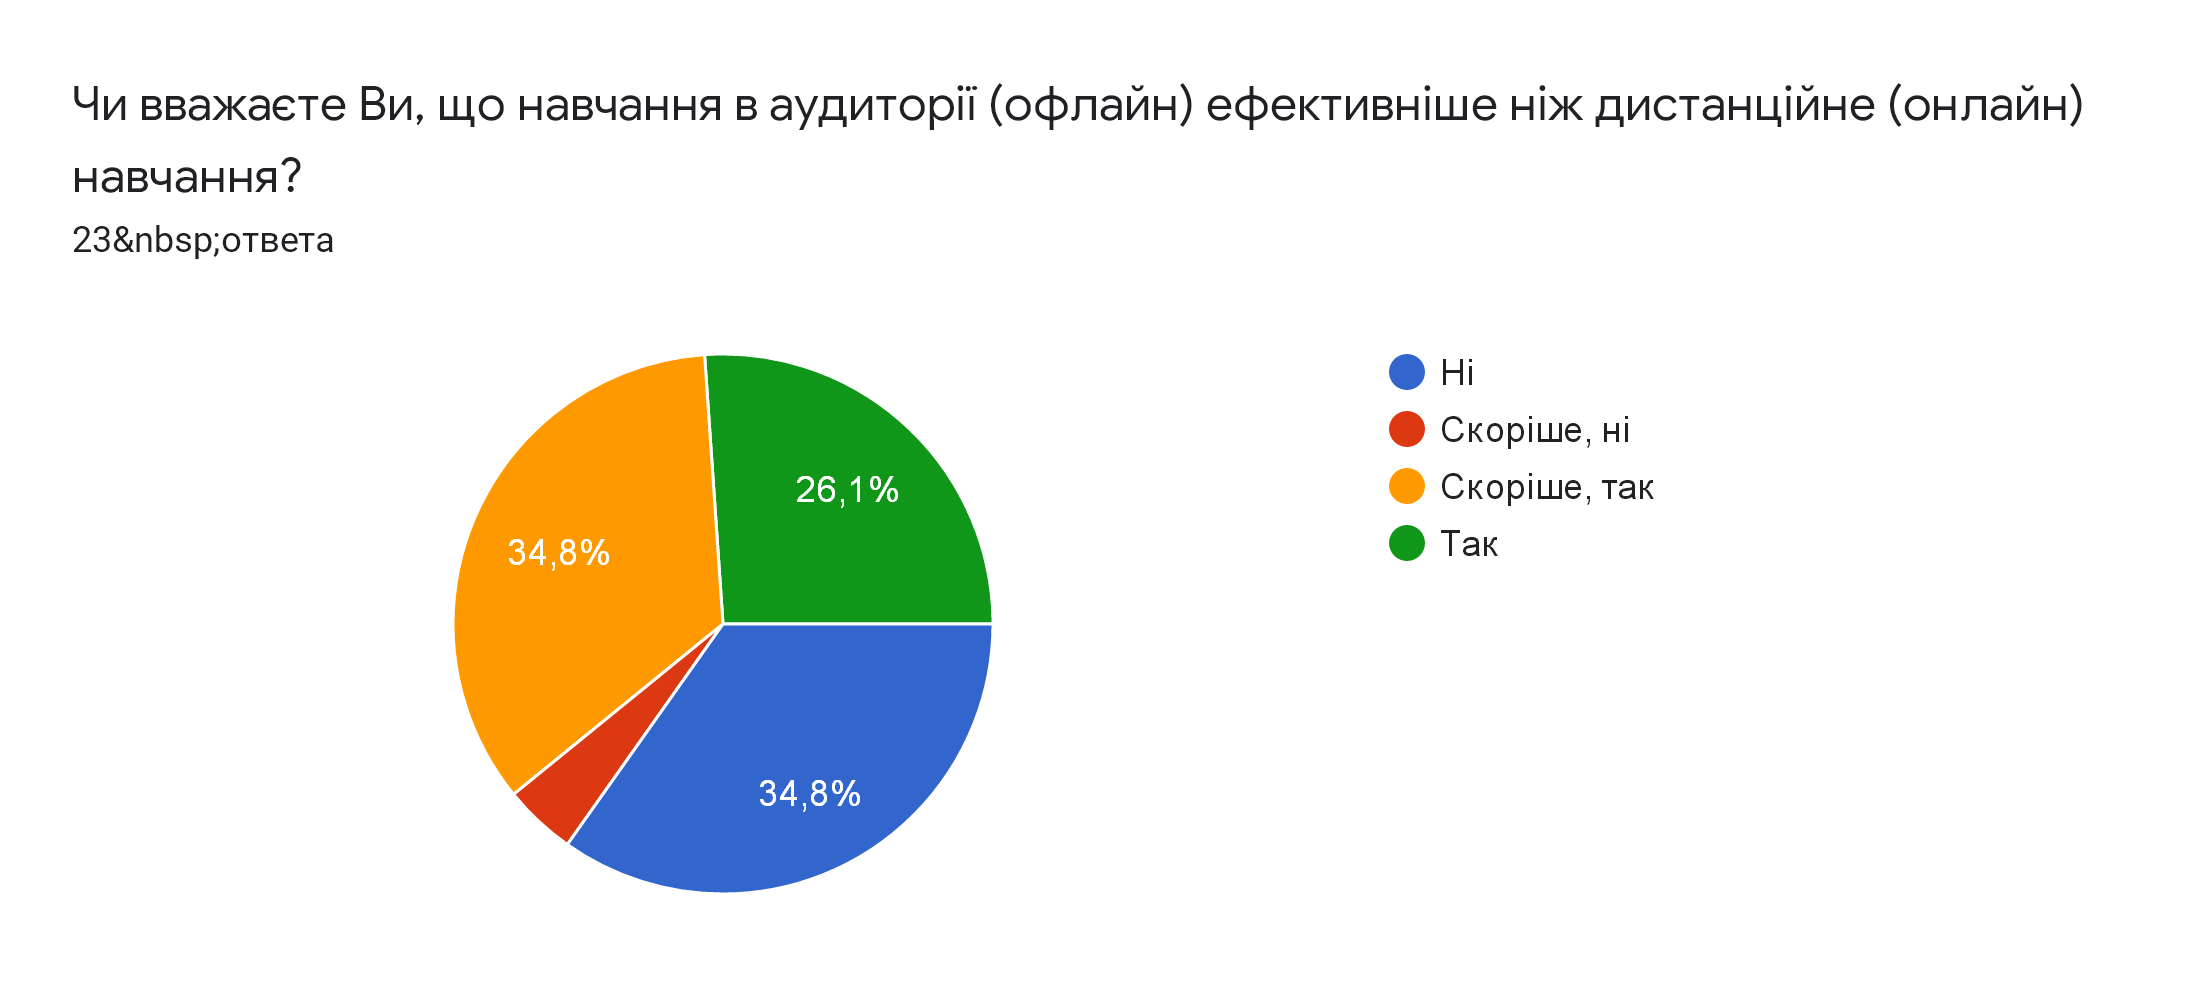 Чи вважаєте Ви, що навчання в аудиторії (офлайн) ефективніше ніж дистанційне (онлайн)
навчання?
23&nbsp;ответа
Ні
Скоріше, ні
Скоріше, так
Так
26,1%
34,8%
34,8%